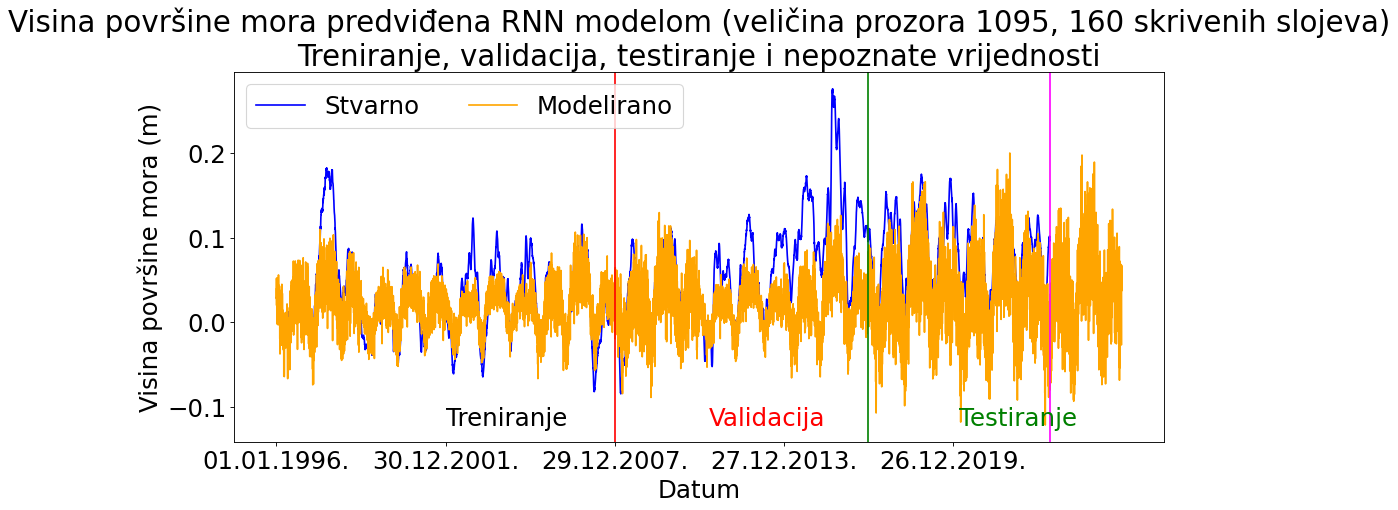 Visina površine mora predviđena RNN modelom (veličina prozora 1095, 160 skrivenih slojeva)
Treniranje, validacija, testiranje i nepoznate vrijednosti
Stvarno Modelirano
Visina površine mora (m)
0.2
0.1
0.0
−0.1
Treniranje Validacija Testiranje
01.01.1996. 30.12.2001. 29.12.2007. 27.12.2013. 26.12.2019.
Datum